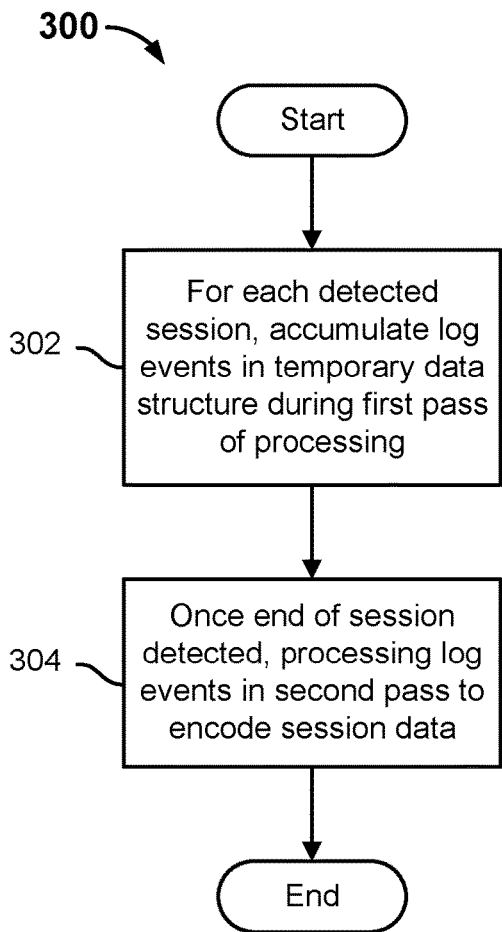 300
Start
302
For each detected
session, accumulate log
events in temporary data
structure during first pass
of processing
304
Once end of session
detected, processing log
events in second pass to
encode session data
End